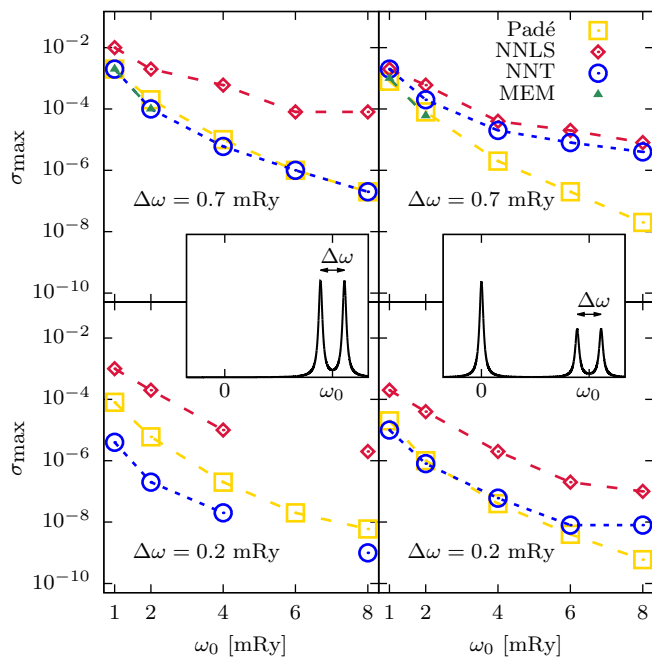 Padé
NNLS
NNT
MEM
σmax
10⁻²
10⁻⁴
10⁻⁶
10⁻⁸
10⁻¹⁰
Δω = 0.7 mRy
Δω = 0.7 mRy
Δω
0
ω₀
Δω
0
ω₀
σmax
10⁻²
10⁻⁴
10⁻⁶
10⁻⁸
10⁻¹⁰
Δω = 0.2 mRy
Δω = 0.2 mRy
1 2 4 6 8
1 2 4 6 8
ω₀ [mRy]
ω₀ [mRy]